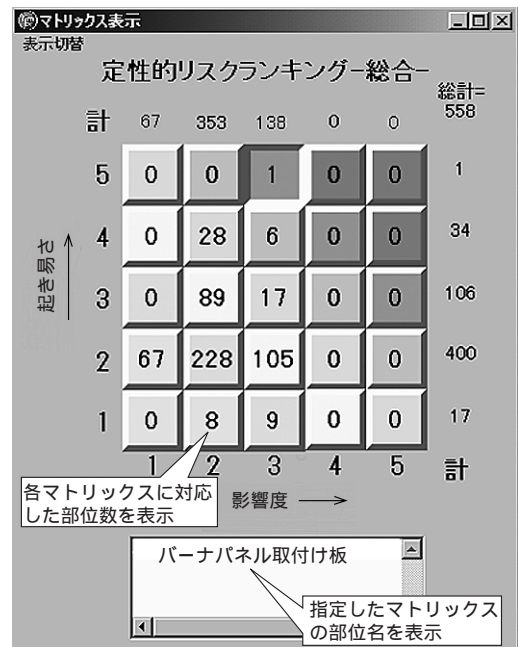 マトリックス表示
表示切替
定性的リスクランキング-総合-
総計=
558
計 67 353 138 0 0
5 0 0 1 0 0 1
4 0 28 6 0 0 34
3 0 89 17 0 0 106
2 67 228 105 0 0 400
1 0 8 9 0 0 17
1 2 3 4 5 計
起き易さ
影響度
各マトリックスに対応
した部位数を表示
バーナパネル取付け板
指定したマトリックス
の部位名を表示